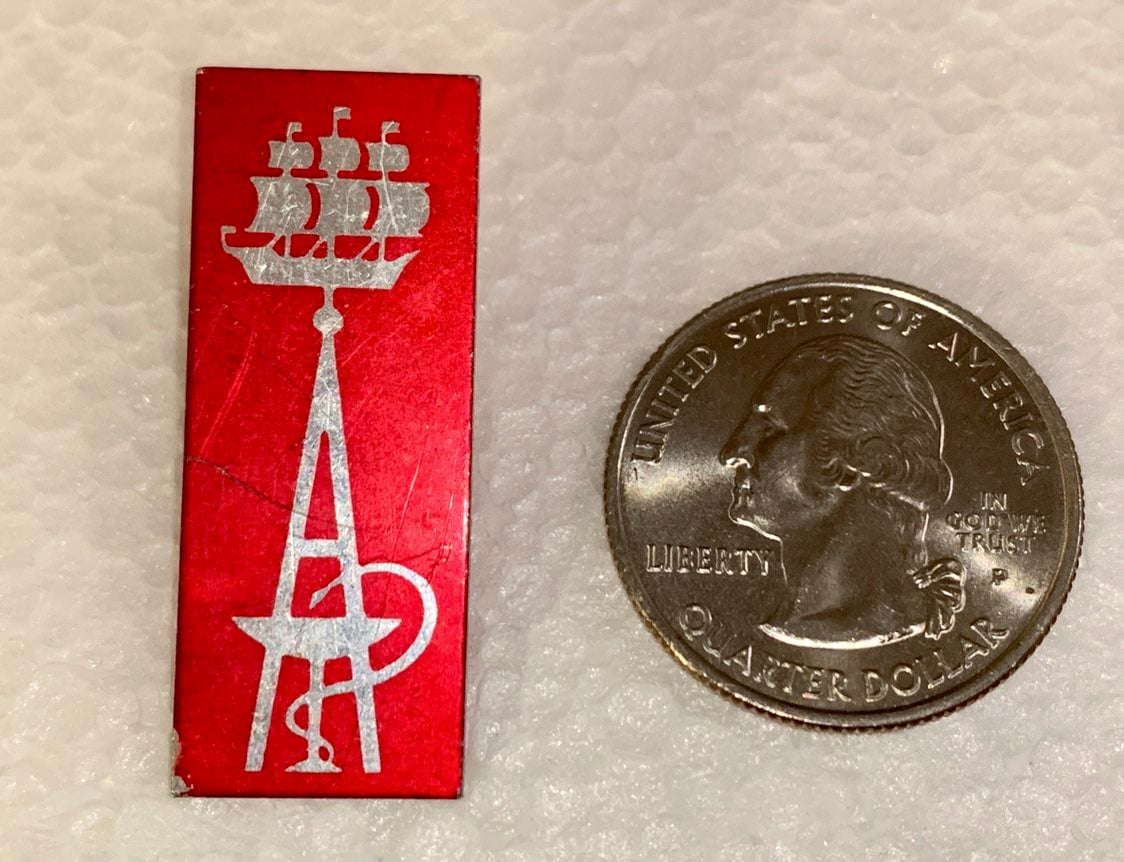 UNITED STATES OF AMERICA
LIBERTY
IN
GOD WE
TRUST
P
QUARTER DOLLAR